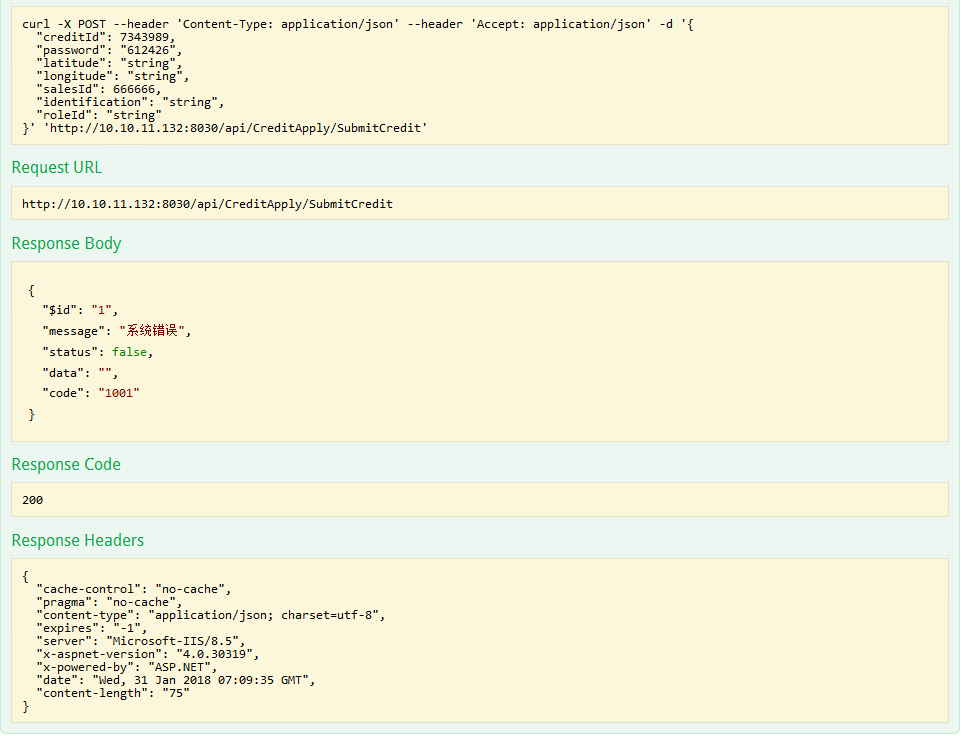 curl -X POST --header 'Content-Type: application/json' --header 'Accept: application/json' -d '{
  "creditId": 7343989,
  "password": "612426",
  "latitude": "string",
  "longitude": "string",
  "salesId": 666666,
  "identification": "string",
  "roleId": "string"
}' 'http://10.10.11.132:8030/api/CreditApply/SubmitCredit'
Request URL
http://10.10.11.132:8030/api/CreditApply/SubmitCredit
Response Body
{
  "$id": "1",
  "message": "系统错误",
  "status": false,
  "data": "",
  "code": "1001"
}
Response Code
200
Response Headers
{
  "cache-control": "no-cache",
  "pragma": "no-cache",
  "content-type": "application/json; charset=utf-8",
  "expires": "-1",
  "server": "Microsoft-IIS/8.5",
  "x-aspnet-version": "4.0.30319",
  "x-powered-by": "ASP.NET",
  "date": "Wed, 31 Jan 2018 07:09:35 GMT",
  "content-length": "75"
}